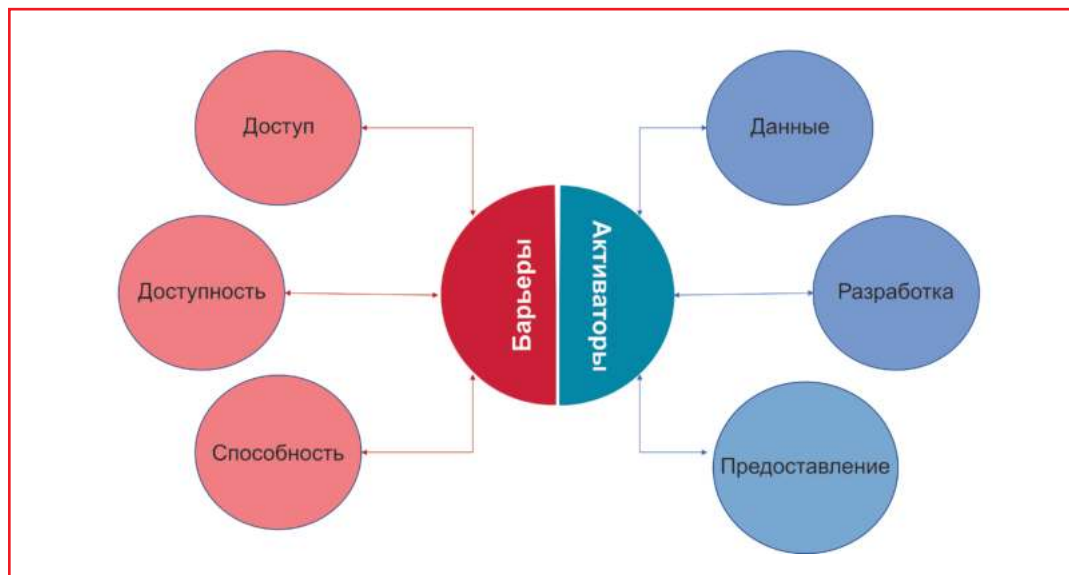 Доступ
Доступность
Способность
Барьеры
Активаторы
Данные
Разработка
Предоставление